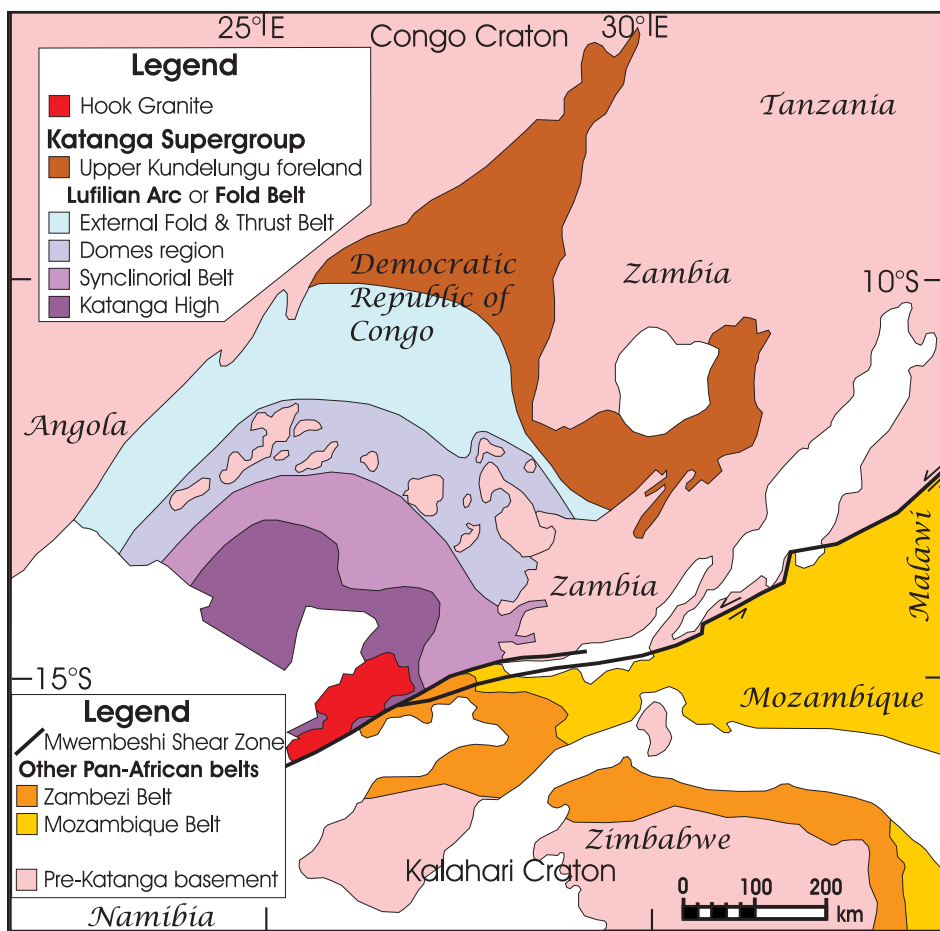 25°E
30°E
Congo Craton
Legend
Hook Granite
Katanga Supergroup
Upper Kundelungu foreland
Lufilian Arc or Fold Belt
External Fold & Thrust Belt
Domes region
Synclinorial Belt
Katanga High
Tanzania
Democratic
Republic of
Congo
Zambia
10°S
Angola
Zambia
Malawi
15°S
Mozambique
Legend
Mwembeshi Shear Zone
Other Pan-African belts
Zambezi Belt
Mozambique Belt
Pre-Katanga basement
Zimbabwe
Kalahari Craton
Namibia
0 100 200
km